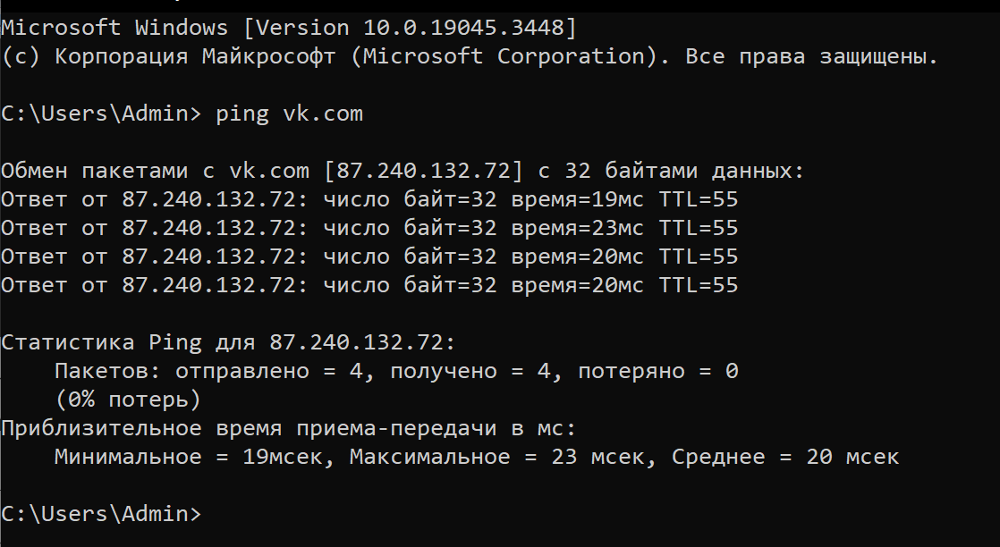 Microsoft Windows [Version 10.0.19045.3448]
(c) Корпорация Майкрософт (Microsoft Corporation). Все права защищены.
C:\Users\Admin> ping vk.com
Обмен пакетами с vk.com [87.240.132.72] с 32 байтами данных:
Ответ от 87.240.132.72: число байт=32 время=19мс TTL=55
Ответ от 87.240.132.72: число байт=32 время=23мс TTL=55
Ответ от 87.240.132.72: число байт=32 время=20мс TTL=55
Ответ от 87.240.132.72: число байт=32 время=20мс TTL=55
Статистика Ping для 87.240.132.72:
Пакетов: отправлено = 4, получено = 4, потеряно = 0
(0% потерь)
Приблизительное время приема-передачи в мс:
Минимальное = 19мсек, Максимальное = 23 мсек, Среднее = 20 мсек
C:\Users\Admin>